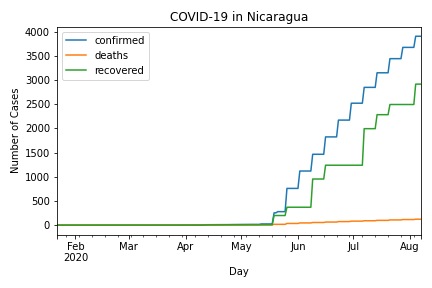 COVID-19 in Nicaragua
confirmed
deaths
recovered
Number of Cases
4000
3500
3000
2500
2000
1500
1000
500
0
Feb Mar Apr May Jun Jul Aug
2020
Day